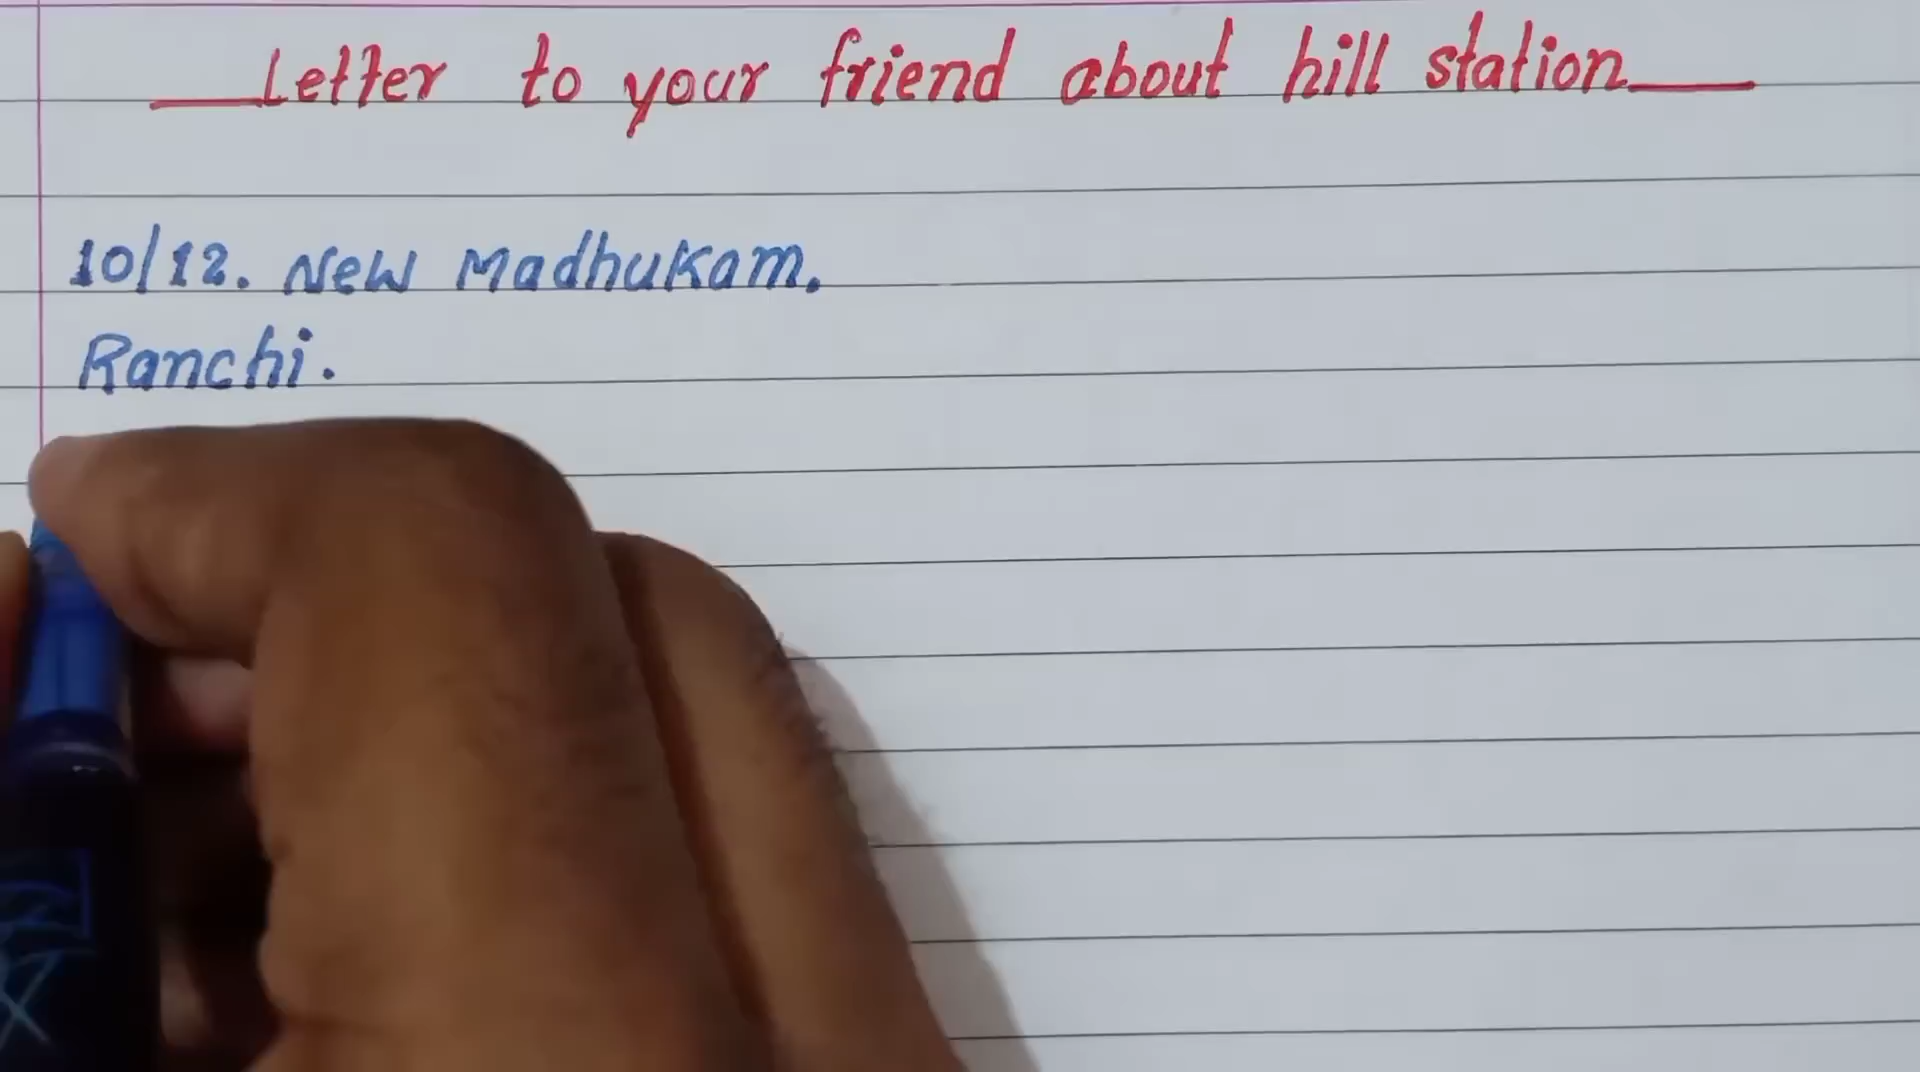 Letter to your friend about hill station
10/12. New Madhukam.
Ranchi.